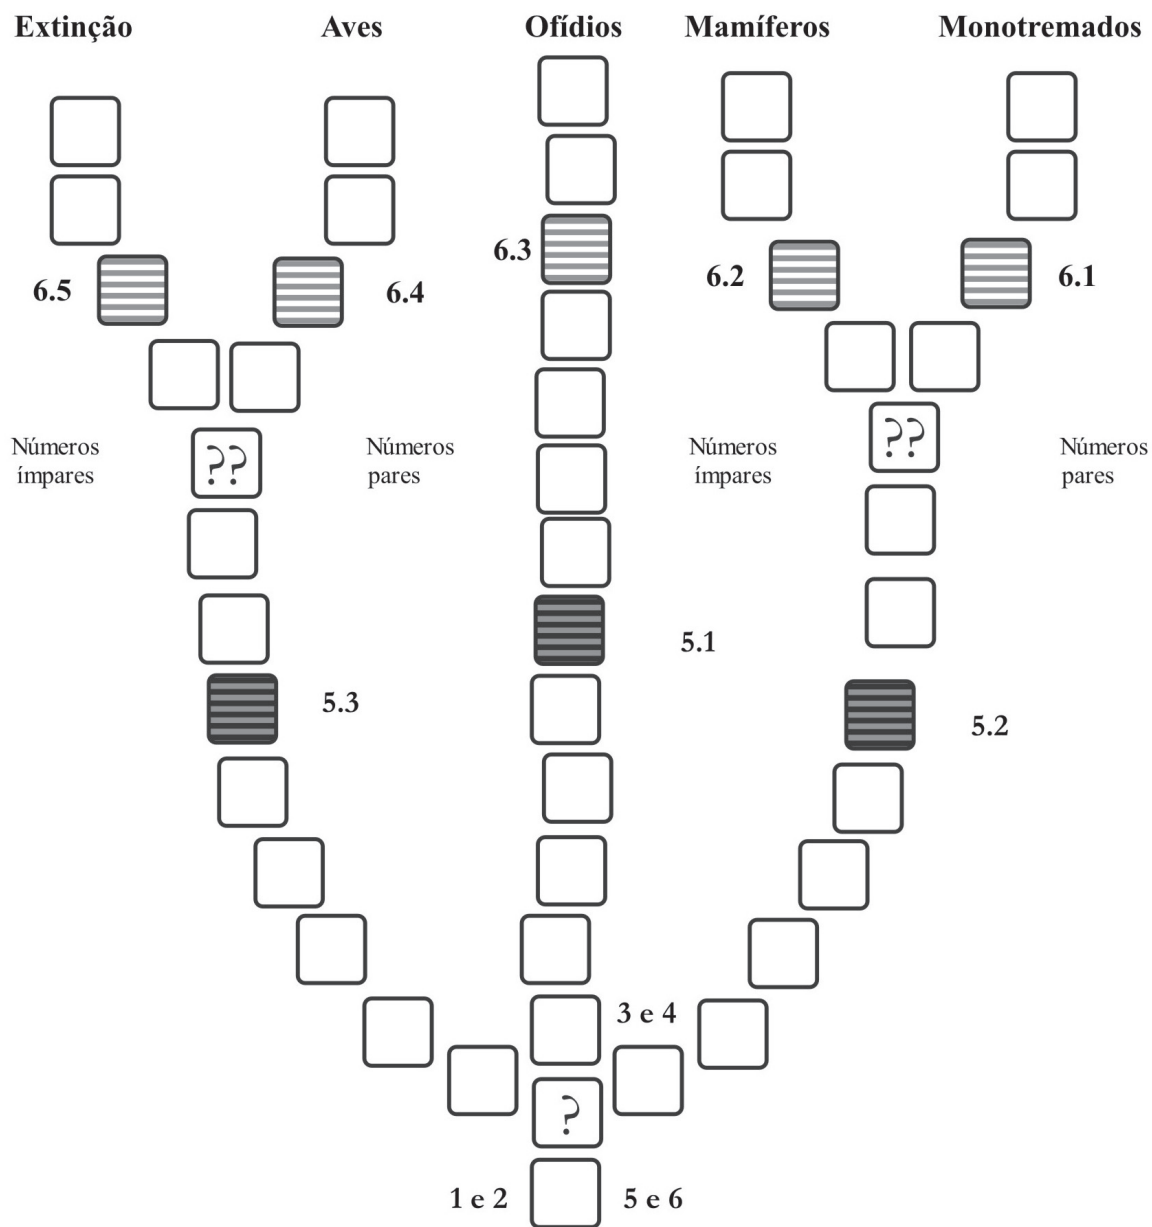 Extinção
Aves
Ofídios
Mamíferos
Monotremados
6.3
6.2
6.1
6.5
6.4
Números
ímpares
Números
pares
??
Números
ímpares
??
Números
pares
5.1
5.3
5.2
3 e 4
?
1 e 2
5 e 6